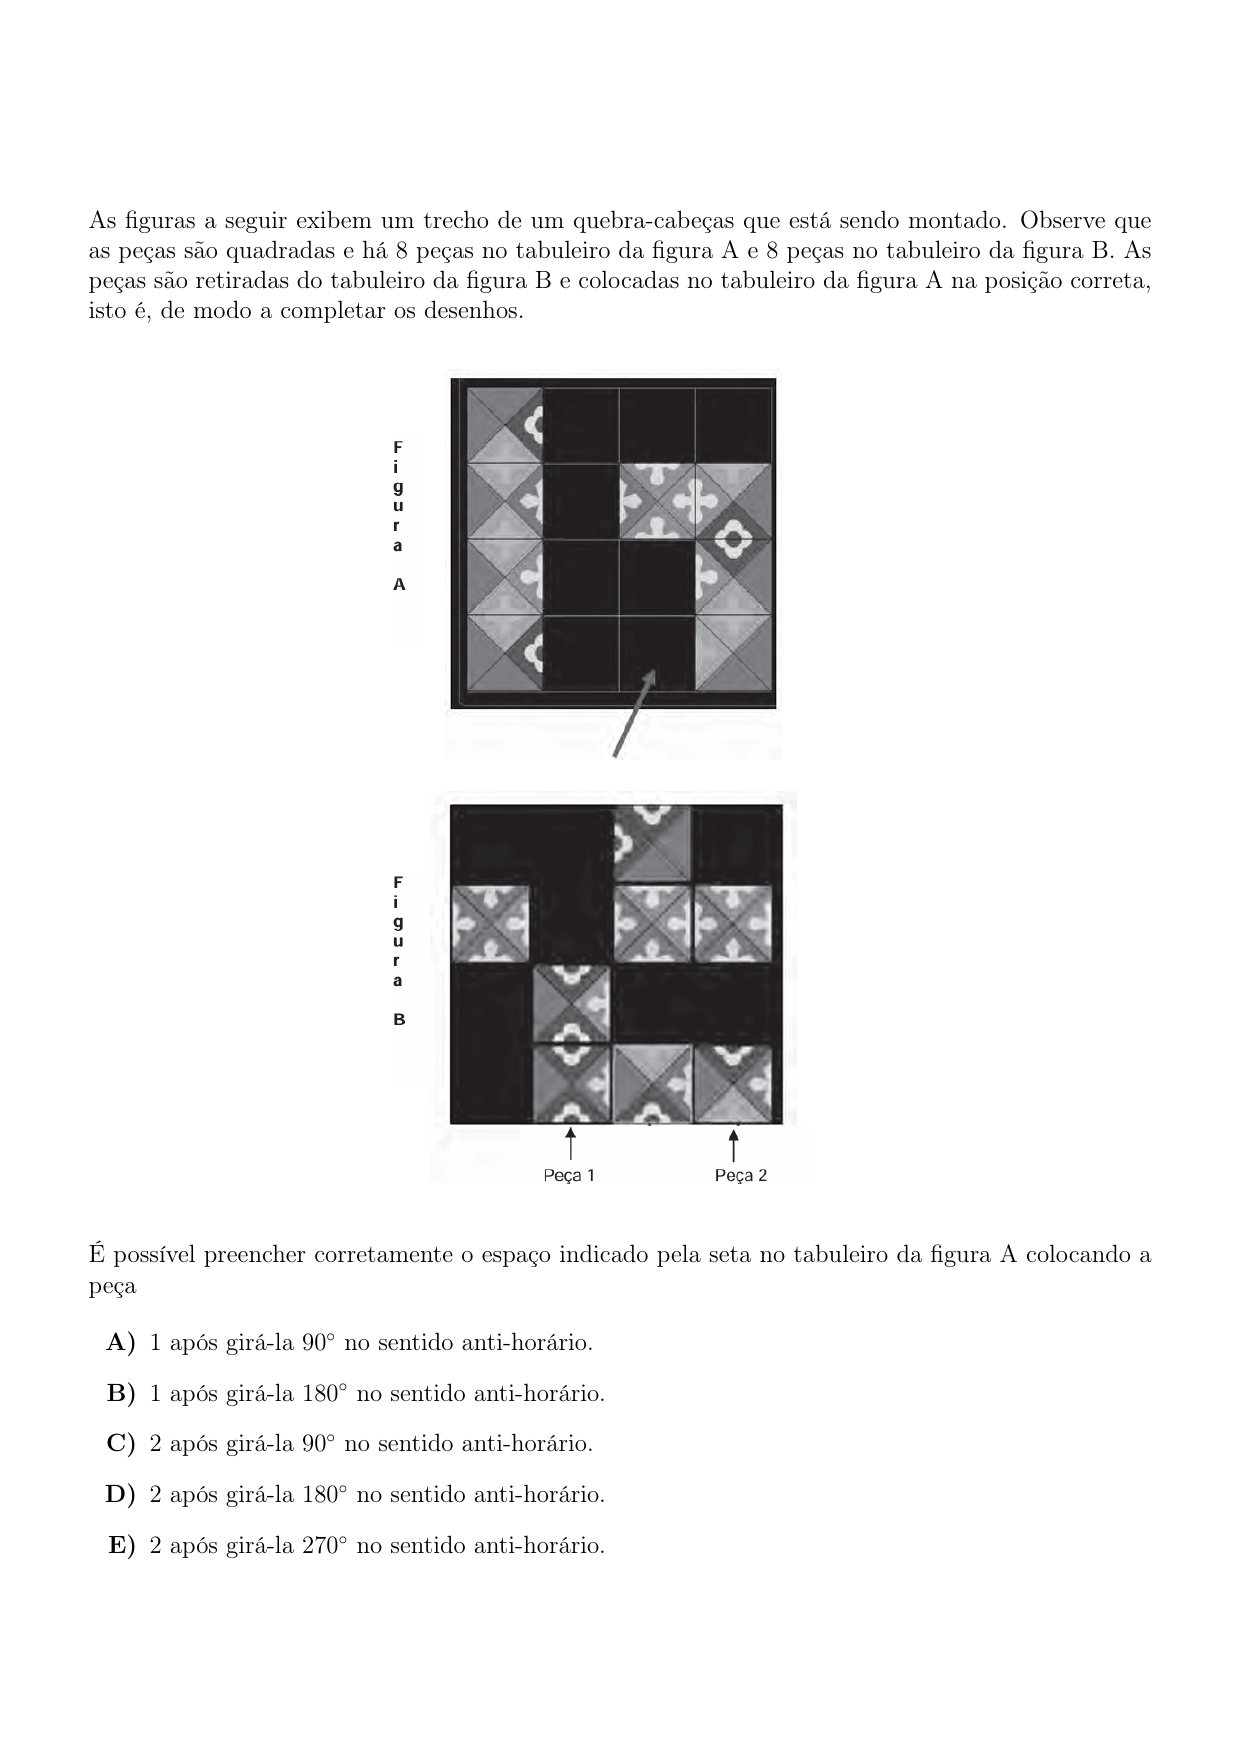 As figuras a seguir exibem um trecho de um quebra-cabeças que está sendo montado. Observe que
as peças são quadradas e há 8 peças no tabuleiro da figura A e 8 peças no tabuleiro da figura B. As
peças são retiradas do tabuleiro da figura B e colocadas no tabuleiro da figura A na posição correta,
isto é, de modo a completar os desenhos.
F
i
g
u
r
a
A
F
i
g
u
r
a
B
Peça 1
Peça 2
É possível preencher corretamente o espaço indicado pela seta no tabuleiro da figura A colocando a
peça
A) 1 após girá-la 90° no sentido anti-horário.
B) 1 após girá-la 180° no sentido anti-horário.
C) 2 após girá-la 90° no sentido anti-horário.
D) 2 após girá-la 180° no sentido anti-horário.
E) 2 após girá-la 270° no sentido anti-horário.